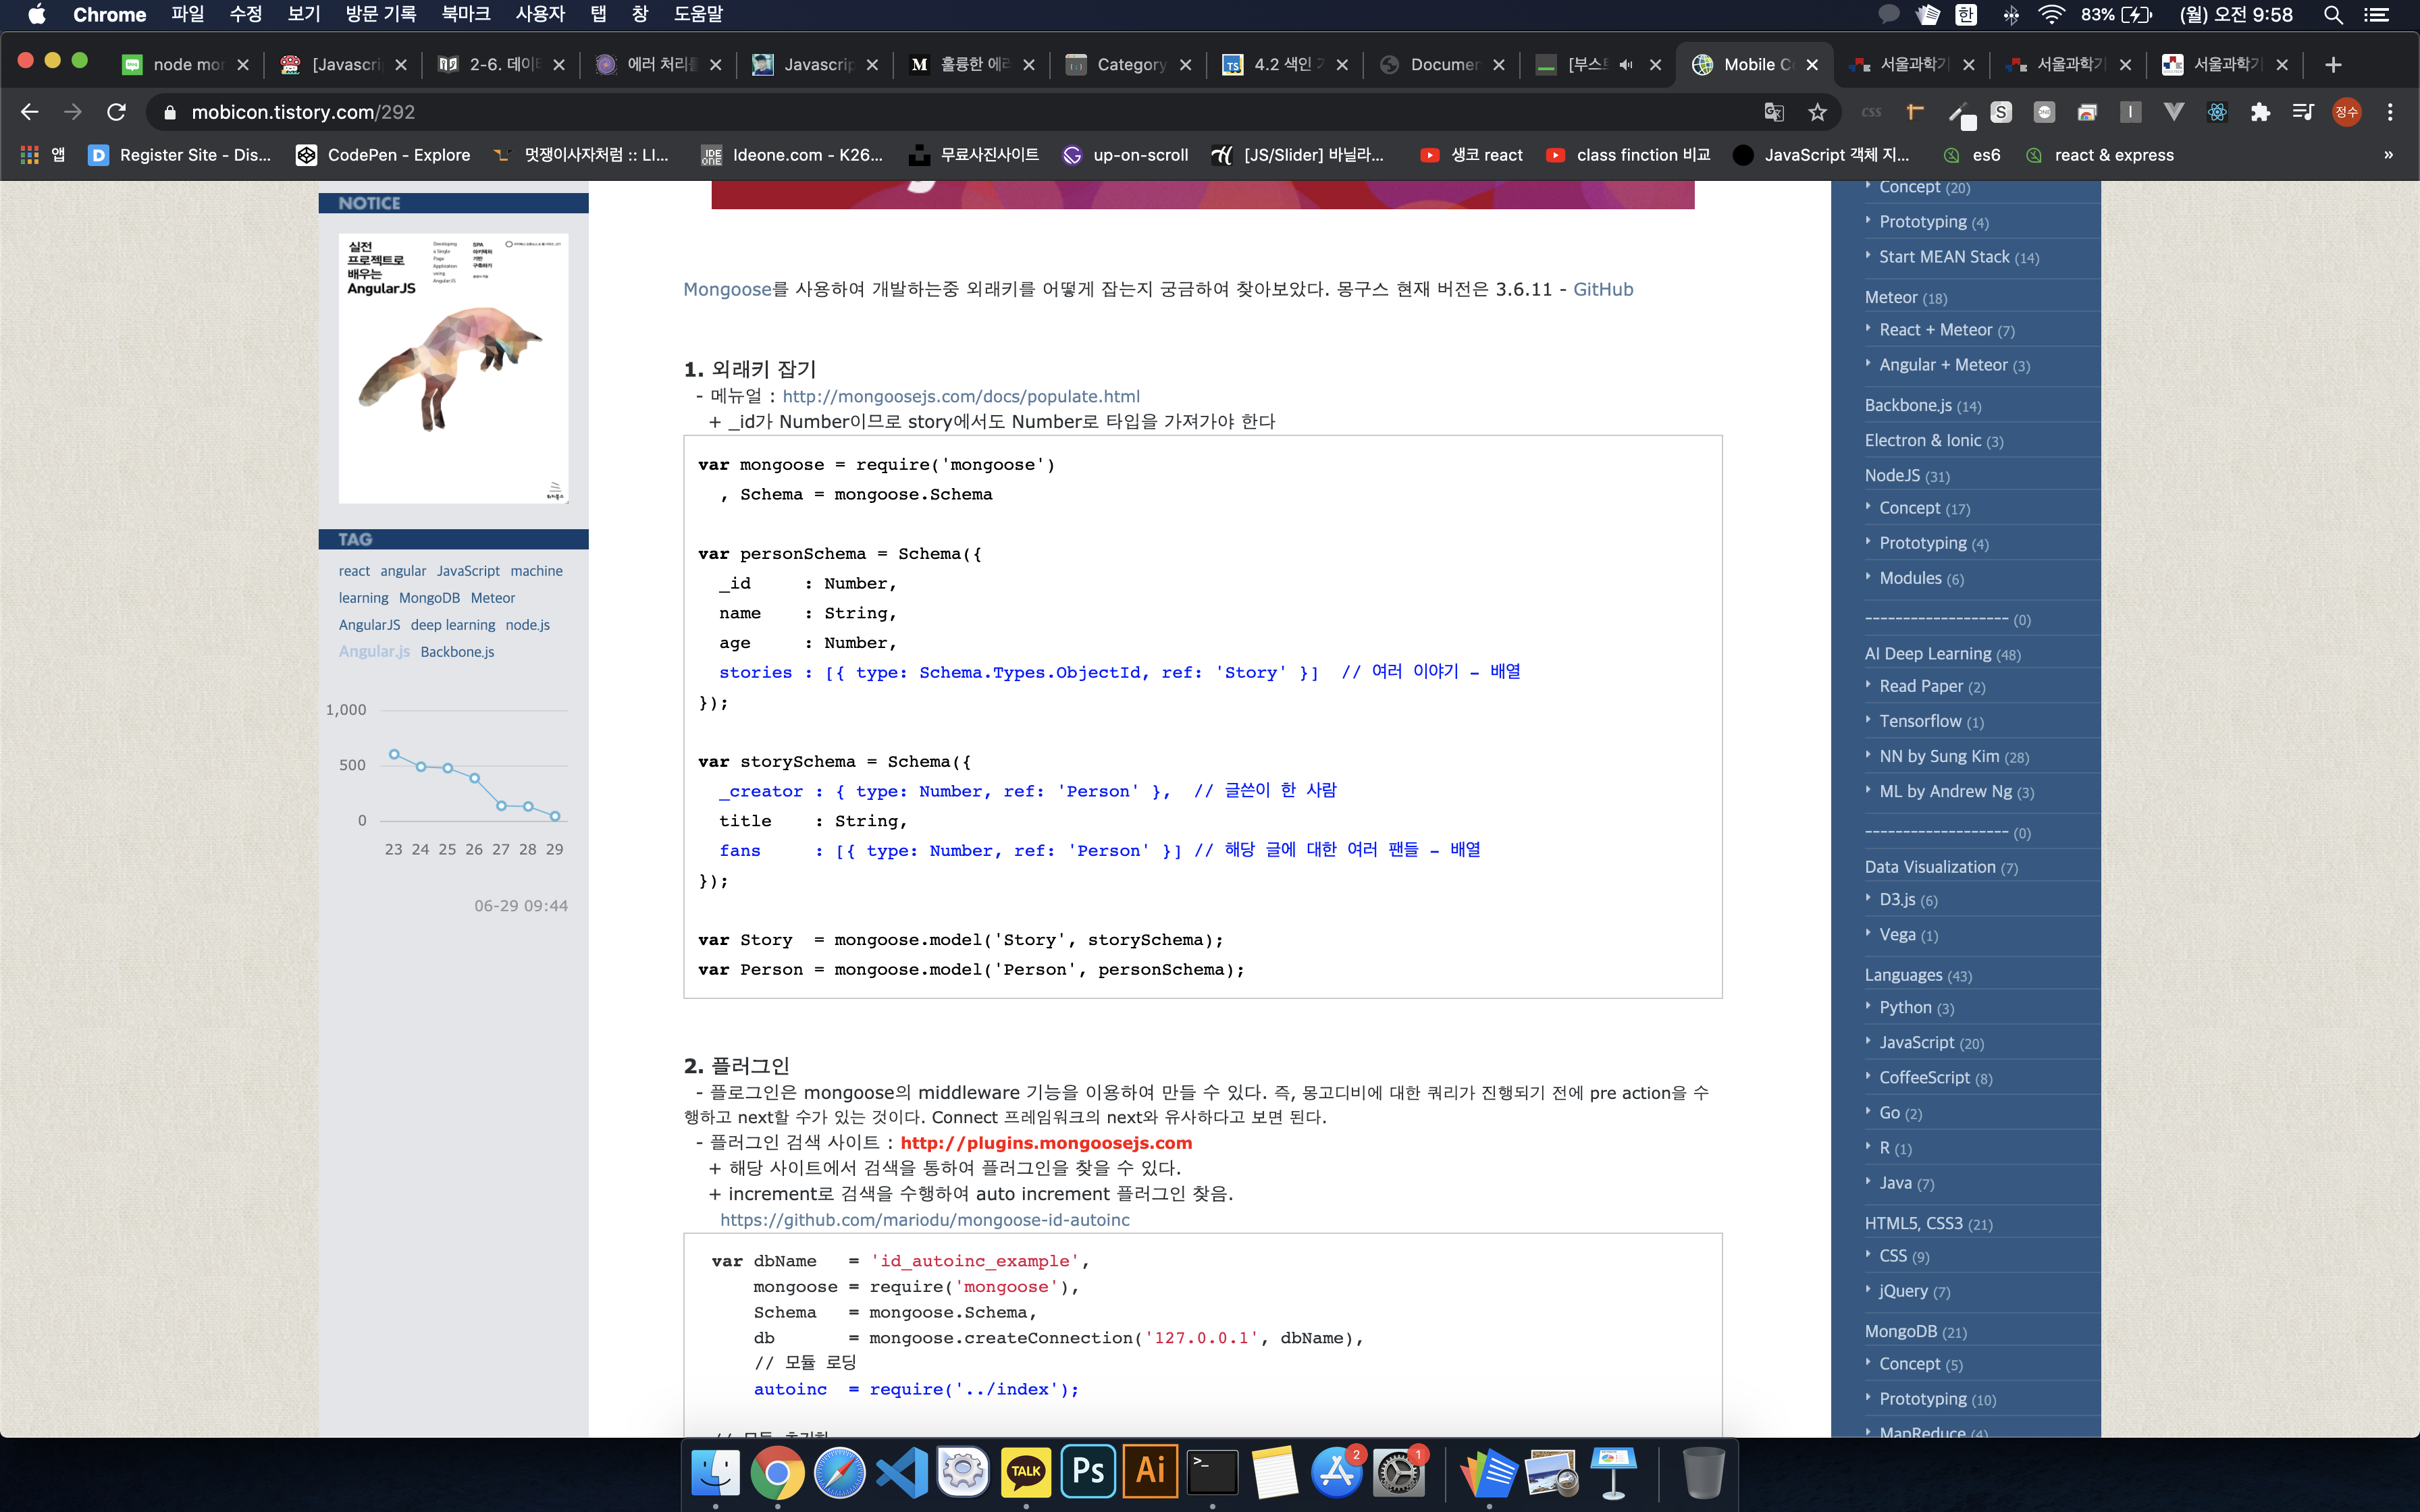 Chrome 파일 수정 보기 방문 기록 북마크 사용자 탭 창 도움말 한 83% (월) 오전 9:58
node mon [Javascri 2-6. 데이 에러 처리를 Javascrip 훌륭한 에러 Category 4.2 색인 Documen [부스트 Mobile Co 서울과학기 서울과학기 서울과학기
mobicon.tistory.com/292 정수
앱 Register Site - Dis... CodePen - Explore 멋쟁이사자처럼 :: LI... Ideone.com - K26... 무료사진사이트 up-on-scroll [JS/Slider] 바닐라... 생코 react class finction 비교 JavaScript 객체 지... es6 react & express »
NOTICE
실전
프로젝트로
배우는
AngularJS
Developing
a Single
Page
Application
using
AngularJS
SPA
아키텍처
기반
구축하기
TAG
react angular JavaScript machine
learning MongoDB Meteor
AngularJS deep learning node.js
Angular.js Backbone.js
1,000
500
0
23 24 25 26 27 28 29
06-29 09:44
Mongoose를 사용하여 개발하는중 외래키를 어떻게 잡는지 궁금하여 찾아보았다. 몽구스 현재 버전은 3.6.11 - GitHub
1. 외래키 잡기
- 메뉴얼 : http://mongoosejs.com/docs/populate.html
+ _id가 Number이므로 story에서도 Number로 타입을 가져가야 한다
var mongoose = require('mongoose')
, Schema = mongoose.Schema
var personSchema = Schema({
_id : Number,
name : String,
age : Number,
stories : [{ type: Schema.Types.ObjectId, ref: 'Story' }] // 여러 이야기 - 배열
});
var storySchema = Schema({
_creator : { type: Number, ref: 'Person' }, // 글쓴이 한 사람
title : String,
fans : [{ type: Number, ref: 'Person' }] // 해당 글에 대한 여러 팬들 - 배열
});
var Story = mongoose.model('Story', storySchema);
var Person = mongoose.model('Person', personSchema);
2. 플러그인
- 플로그인은 mongoose의 middleware 기능을 이용하여 만들 수 있다. 즉, 몽고디비에 대한 쿼리가 진행되기 전에 pre action을 수
행하고 next할 수가 있는 것이다. Connect 프레임워크의 next와 유사하다고 보면 된다.
- 플러그인 검색 사이트 : http://plugins.mongoosejs.com
+ 해당 사이트에서 검색을 통하여 플러그인을 찾을 수 있다.
+ increment로 검색을 수행하여 auto increment 플러그인 찾음.
https://github.com/mariodu/mongoose-id-autoinc
var dbName = 'id_autoinc_example',
mongoose = require('mongoose'),
Schema = mongoose.Schema,
db = mongoose.createConnection('127.0.0.1', dbName),
// 모듈 로딩
autoinc = require('../index');
Concept (20)
Prototyping (4)
Start MEAN Stack (14)
Meteor (18)
React + Meteor (7)
Angular + Meteor (3)
Backbone.js (14)
Electron & Ionic (3)
NodeJS (31)
Concept (17)
Prototyping (4)
Modules (6)
------------------- (0)
AI Deep Learning (48)
Read Paper (2)
Tensorflow (1)
NN by Sung Kim (28)
ML by Andrew Ng (3)
------------------- (0)
Data Visualization (7)
D3.js (6)
Vega (1)
Languages (43)
Python (3)
JavaScript (20)
CoffeeScript (8)
Go (2)
R (1)
Java (7)
HTML5, CSS3 (21)
CSS (9)
jQuery (7)
MongoDB (21)
Concept (5)
Prototyping (10)
MapReduce (4)
TALK Ps Ai 2 1